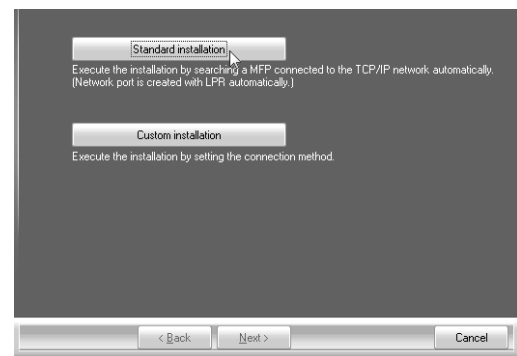 Standard installation
Execute the installation by searching a MFP connected to the TCP/IP network automatically.
(Network port is created with LPR automatically.)
Custom installation
Execute the installation by setting the connection method.
< Back Next > Cancel